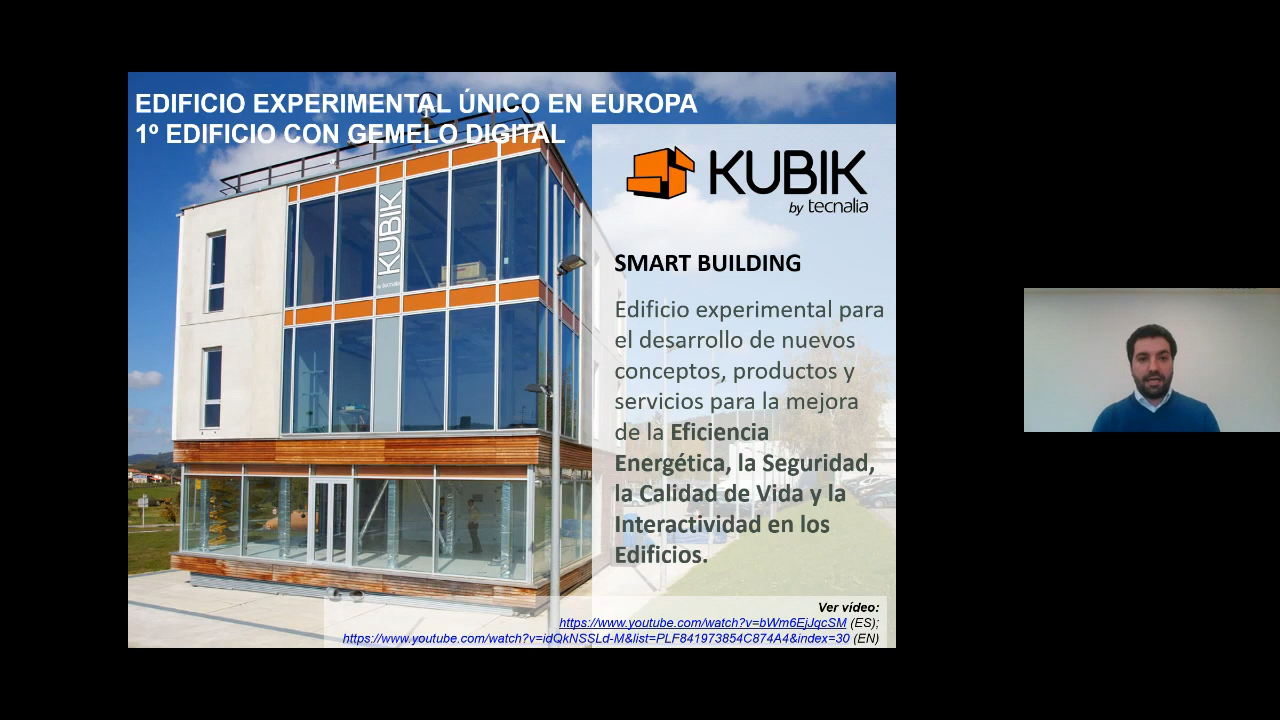 EDIFICIO EXPERIMENTAL ÚNICO EN EUROPA
1º EDIFICIO CON GEMELO DIGITAL
KUBIK
by tecnalia
KUBIK
by tecnalia
SMART BUILDING
Edificio experimental para
el desarrollo de nuevos
conceptos, productos y
servicios para la mejora
de la Eficiencia
Energética, la Seguridad,
la Calidad de Vida y la
Interactividad en los
Edificios.
Ver vídeo:
https://www.youtube.com/watch?v=bWm6EjJqcSM (ES);
https://www.youtube.com/watch?v=idQkNSSLd-M&list=PLF841973854C874A4&index=30 (EN)